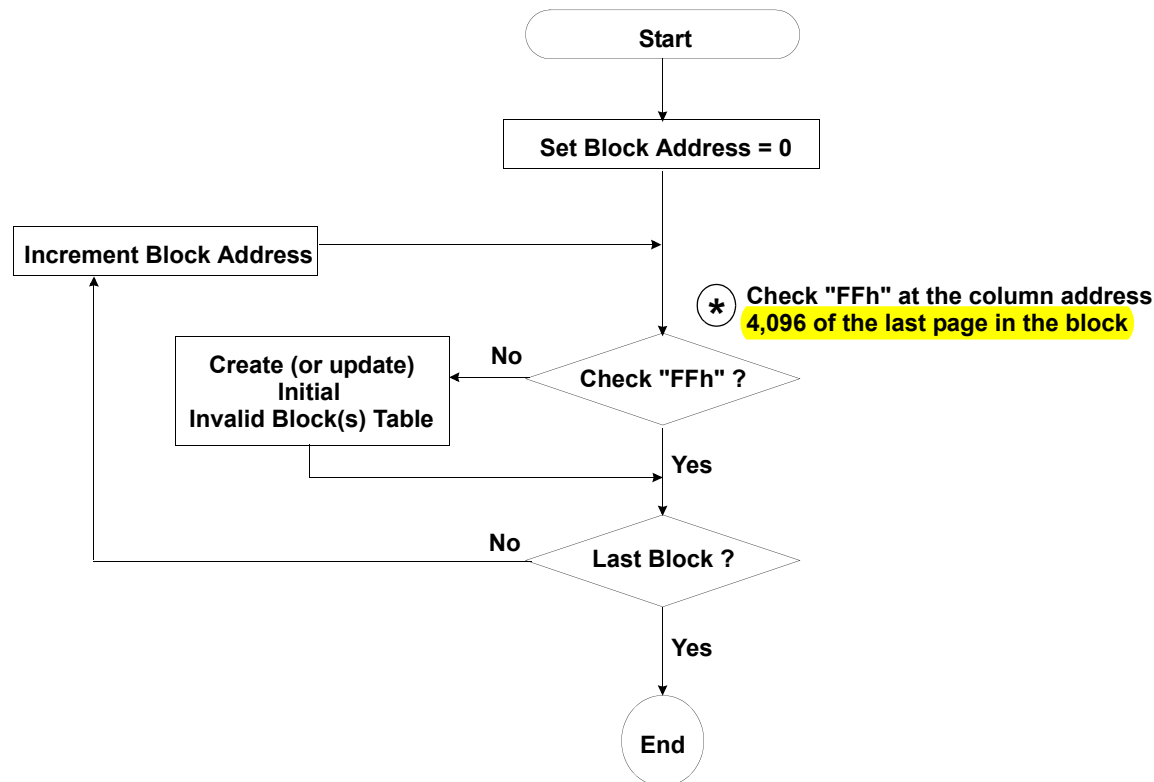 Start
Set Block Address = 0
Increment Block Address
* Check "FFh" at the column address
4,096 of the last page in the block
Create (or update)
Initial
Invalid Block(s) Table
No
Check "FFh" ?
Yes
No
Last Block ?
Yes
End